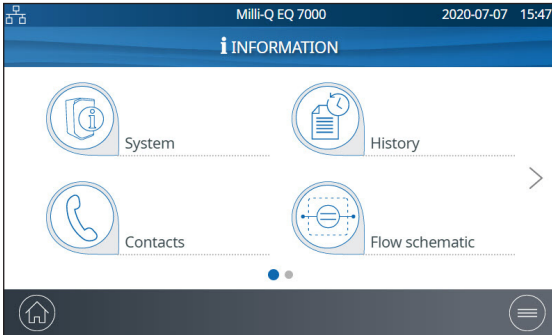 Milli-Q EQ 7000 2020-07-07 15:47
INFORMATION
System History
Contacts Flow schematic